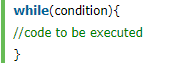 while(condition){
//code to be executed
}